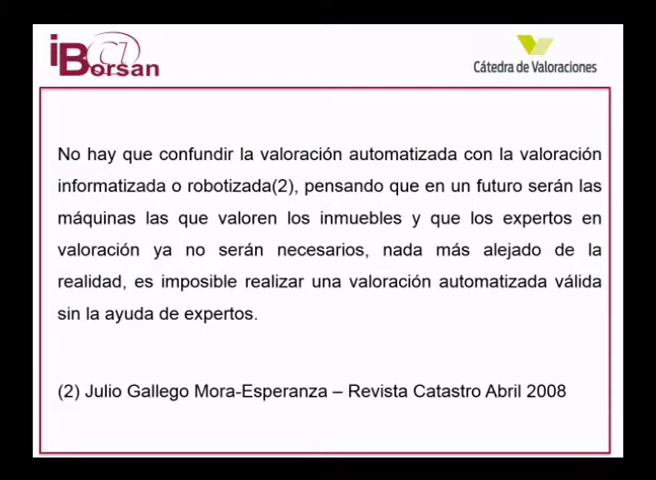 iBorsan
Cátedra de Valoraciones
No hay que confundir la valoración automatizada con la valoración
informatizada o robotizada(2), pensando que en un futuro serán las
máquinas las que valoren los inmuebles y que los expertos en
valoración ya no serán necesarios, nada más alejado de la
realidad, es imposible realizar una valoración automatizada válida
sin la ayuda de expertos.
(2) Julio Gallego Mora-Esperanza – Revista Catastro Abril 2008